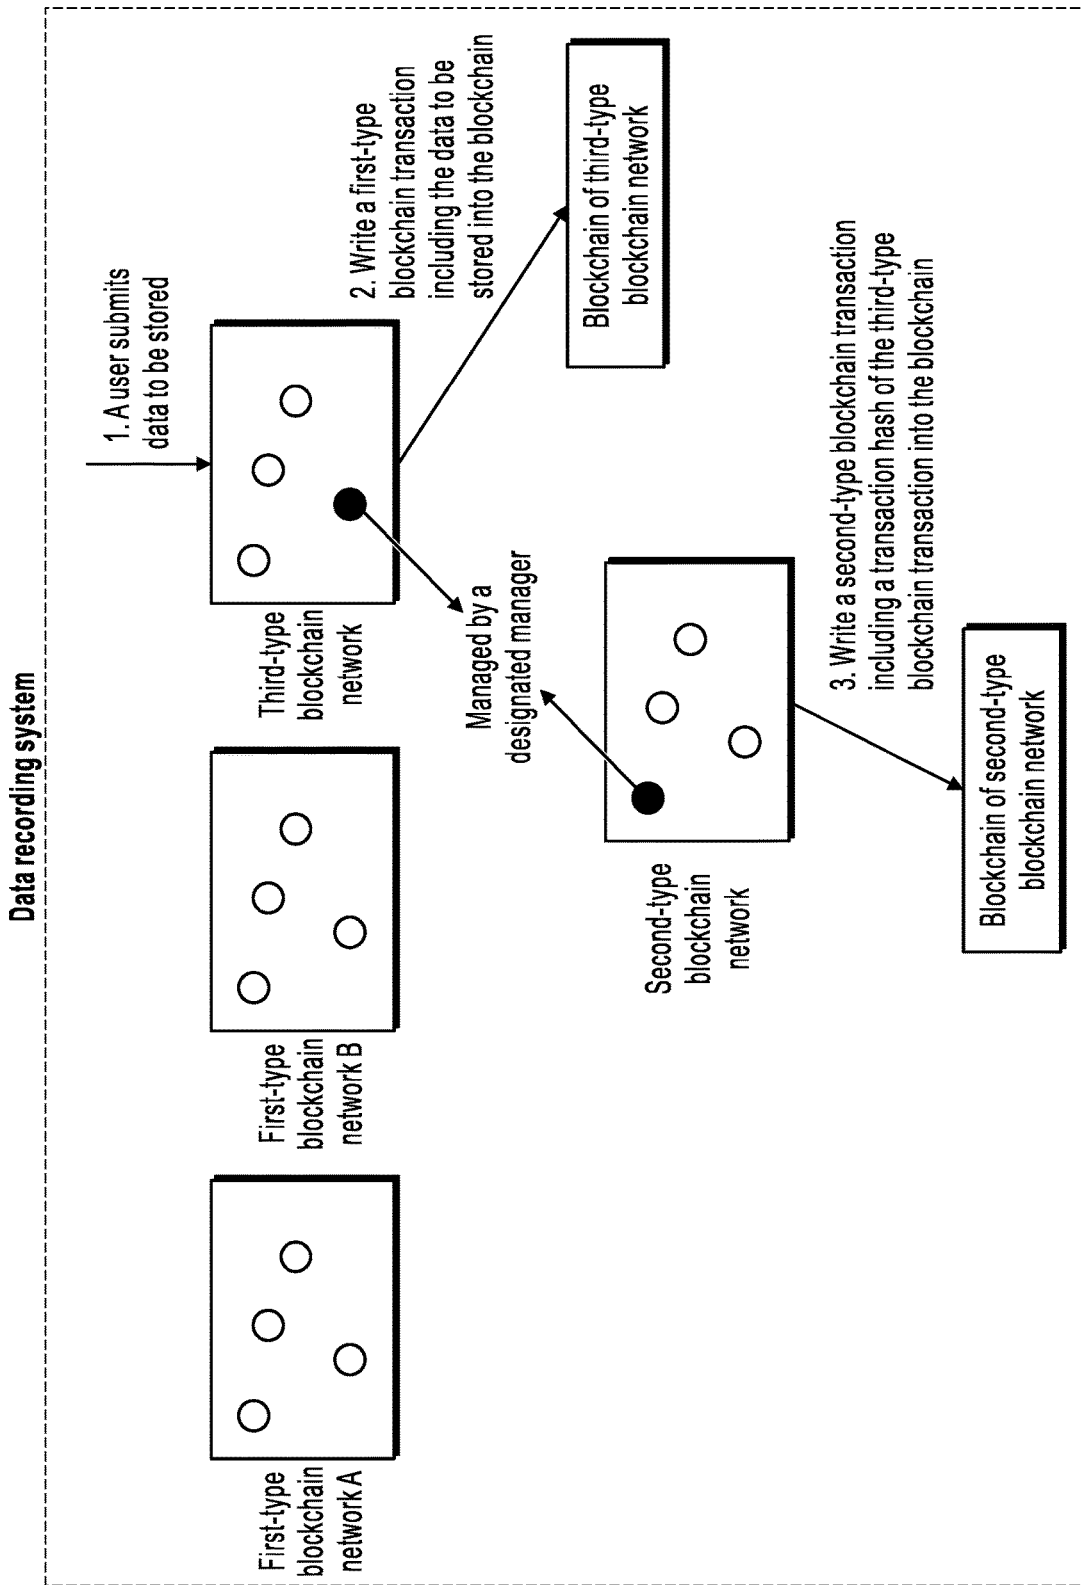 Data recording system
1. A user submits
data to be stored
First-type
blockchain
network A
First-type
blockchain
network B
Third-type
blockchain
network
2. Write a first-type
blockchain transaction
including the data to be
stored into the blockchain
Managed by a
designated manager
Blockchain of third-type
blockchain network
Second-type
blockchain
network
3. Write a second-type blockchain transaction
including a transaction hash of the third-type
blockchain transaction into the blockchain
Blockchain of second-type
blockchain network